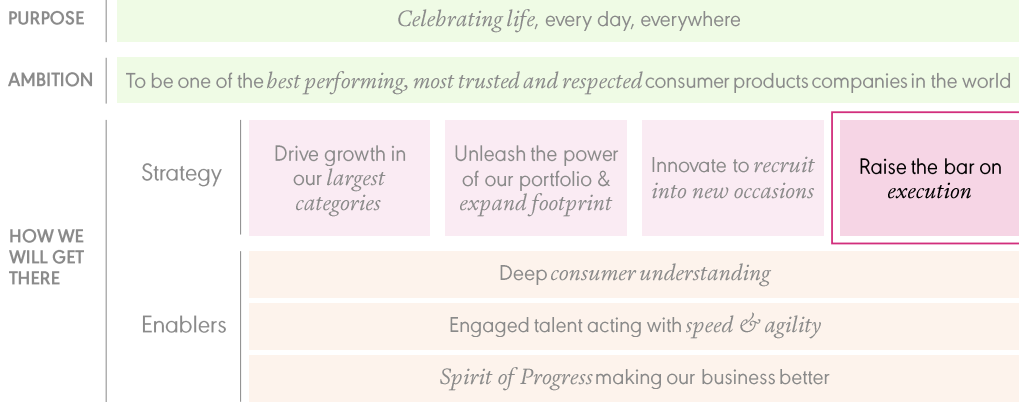 PURPOSE
Celebrating life, every day, everywhere
AMBITION
To be one of the best performing, most trusted and respected consumer products companies in the world
HOW WE
WILL GET
THERE
Strategy
Drive growth in
our largest
categories
Unleash the power
of our portfolio &
expand footprint
Innovate to recruit
into new occasions
Raise the bar on
execution
Enablers
Deep consumer understanding
Engaged talent acting with speed & agility
Spirit of Progress making our business better